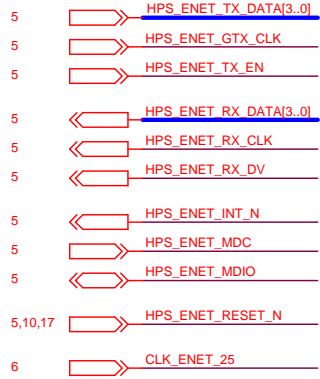 5 HPS_ENET_TX_DATA[3..0]
5 HPS_ENET_GTX_CLK
5 HPS_ENET_TX_EN
5 HPS_ENET_RX_DATA[3..0]
5 HPS_ENET_RX_CLK
5 HPS_ENET_RX_DV
5 HPS_ENET_INT_N
5 HPS_ENET_MDC
5 HPS_ENET_MDIO
5,10,17 HPS_ENET_RESET_N
6 CLK_ENET_25